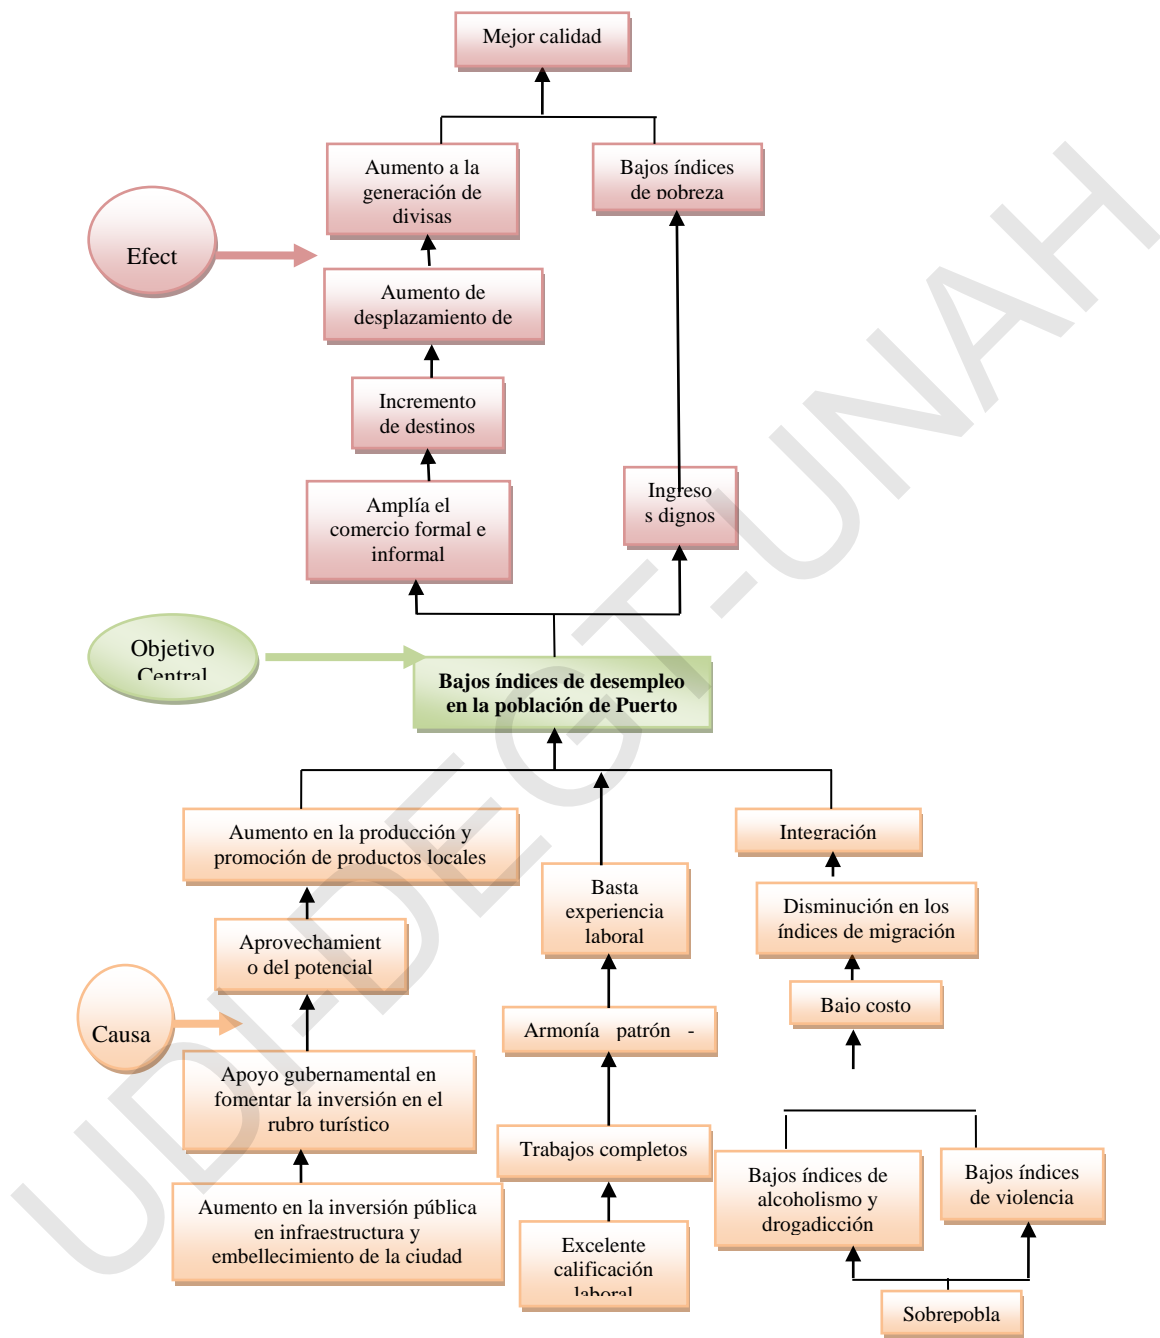 Mejor calidad
Aumento a la
generación de
divisas
Bajos índices
de pobreza
Efect
Aumento de
desplazamiento de
Incremento
de destinos
Amplía el
comercio formal e
informal
Ingreso
s dignos
Objetivo
Central
Bajos índices de desempleo
en la población de Puerto
Aumento en la producción y
promoción de productos locales
Integración
Basta
experiencia
laboral
Disminución en los
índices de migración
Aprovechamient
o del potencial
Bajo costo
Causa
Armonía patrón -
Apoyo gubernamental en
fomentar la inversión en el
rubro turístico
Trabajos completos
Bajos índices de
alcoholismo y
drogadicción
Bajos índices
de violencia
Aumento en la inversión pública
en infraestructura y
embellecimiento de la ciudad
Excelente
calificación
laboral
Sobrepobla
UDI-DEGT-UNAH